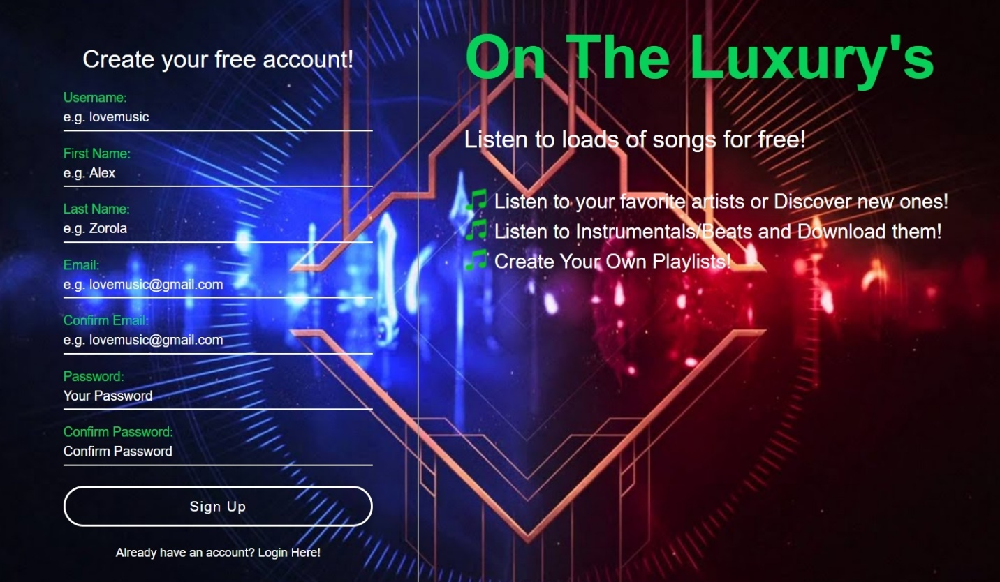 Create your free account!
Username:
e.g. lovemusic
First Name:
e.g. Alex
Last Name:
e.g. Zorola
Email:
e.g. lovemusic@gmail.com
Confirm Email:
e.g. lovemusic@gmail.com
Password:
Your Password
Confirm Password:
Confirm Password
Sign Up
Already have an account? Login Here!
On The Luxury's
Listen to loads of songs for free!
Listen to your favorite artists or Discover new ones!
Listen to Instrumentals/Beats and Download them!
Create Your Own Playlists!